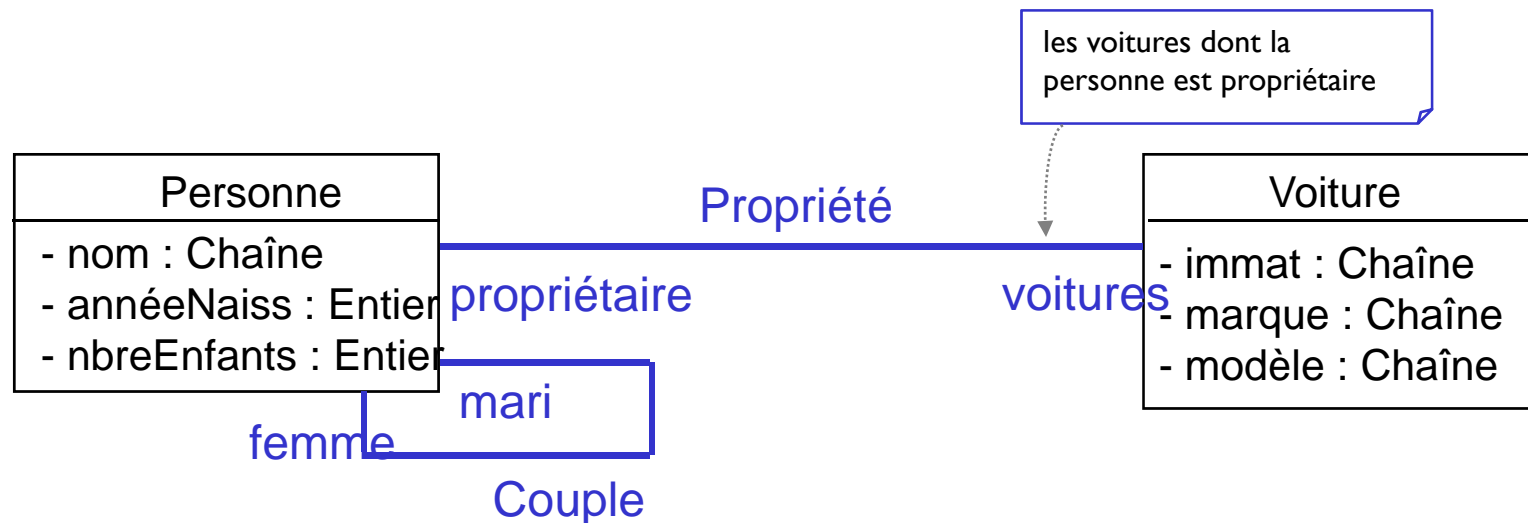 les voitures dont la
personne est propriétaire
Personne
- nom : Chaîne
- annéeNaiss : Entier
- nbreEnfants : Entier
Propriété
propriétaire
voitures
Voiture
- immat : Chaîne
- marque : Chaîne
- modèle : Chaîne
mari
femme
Couple